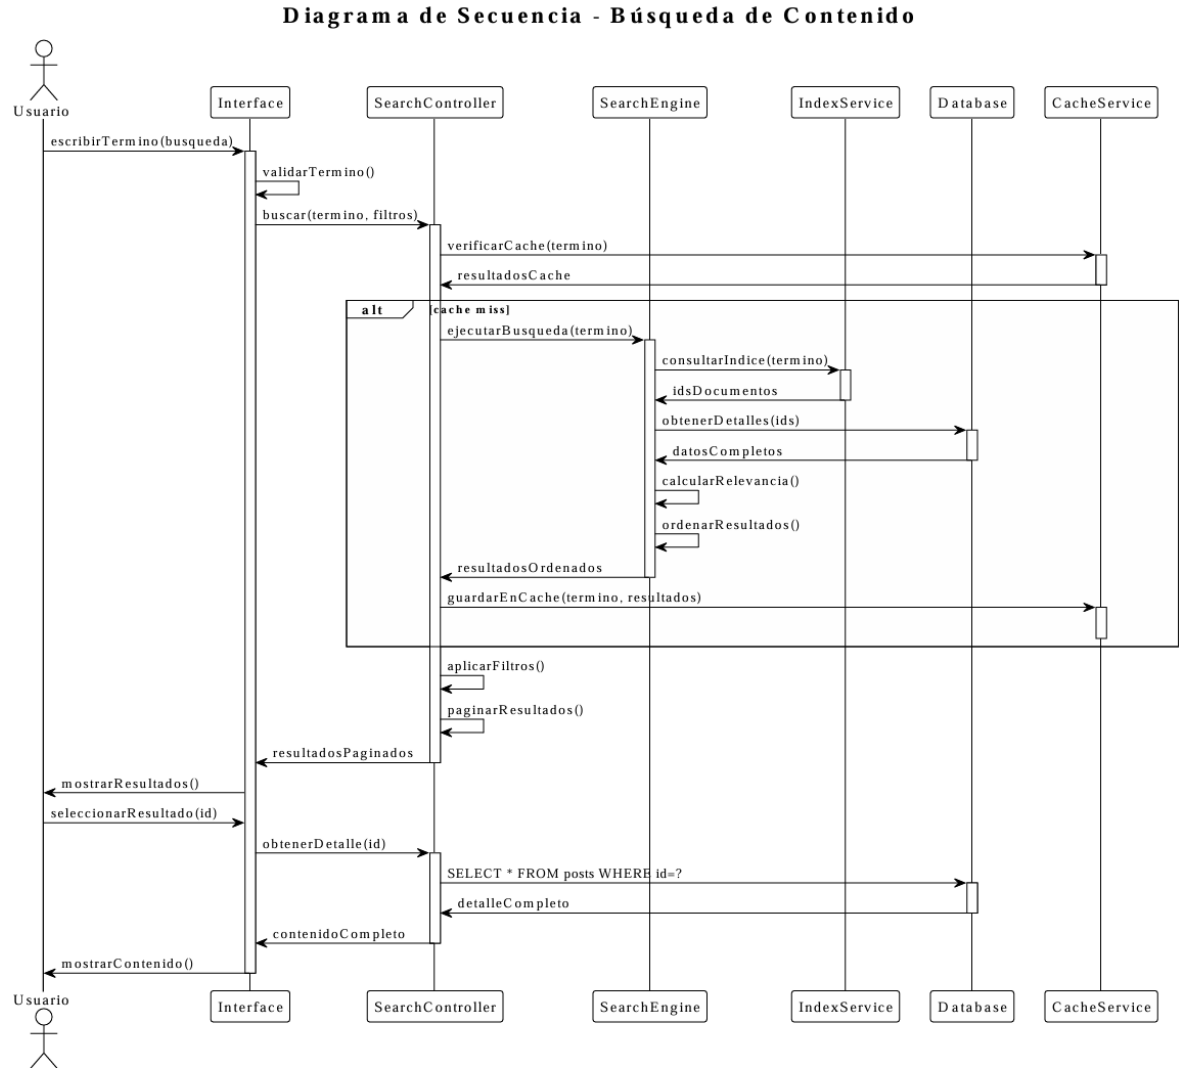 Diagrama de Secuencia - Búsqueda de Contenido
Usuario
Interface
SearchController
SearchEngine
IndexService
Database
CacheService
escribirTermino(busqueda)
validarTermino()
buscar(termino, filtros)
verificarCache(termino)
resultadosCache
alt
[cache miss]
ejecutarBusqueda(termino)
consultarIndice(termino)
idsDocumentos
obtenerDetalles(ids)
datosCompletos
calcularRelevancia()
ordenarResultados()
resultadosOrdenados
guardarEnCache(termino, resultados)
aplicarFiltros()
paginarResultados()
resultadosPaginados
mostrarResultados()
seleccionarResultado(id)
obtenerDetalle(id)
SELECT * FROM posts WHERE id=?
detalleCompleto
contenidoCompleto
mostrarContenido()
Usuario
Interface
SearchController
SearchEngine
IndexService
Database
CacheService